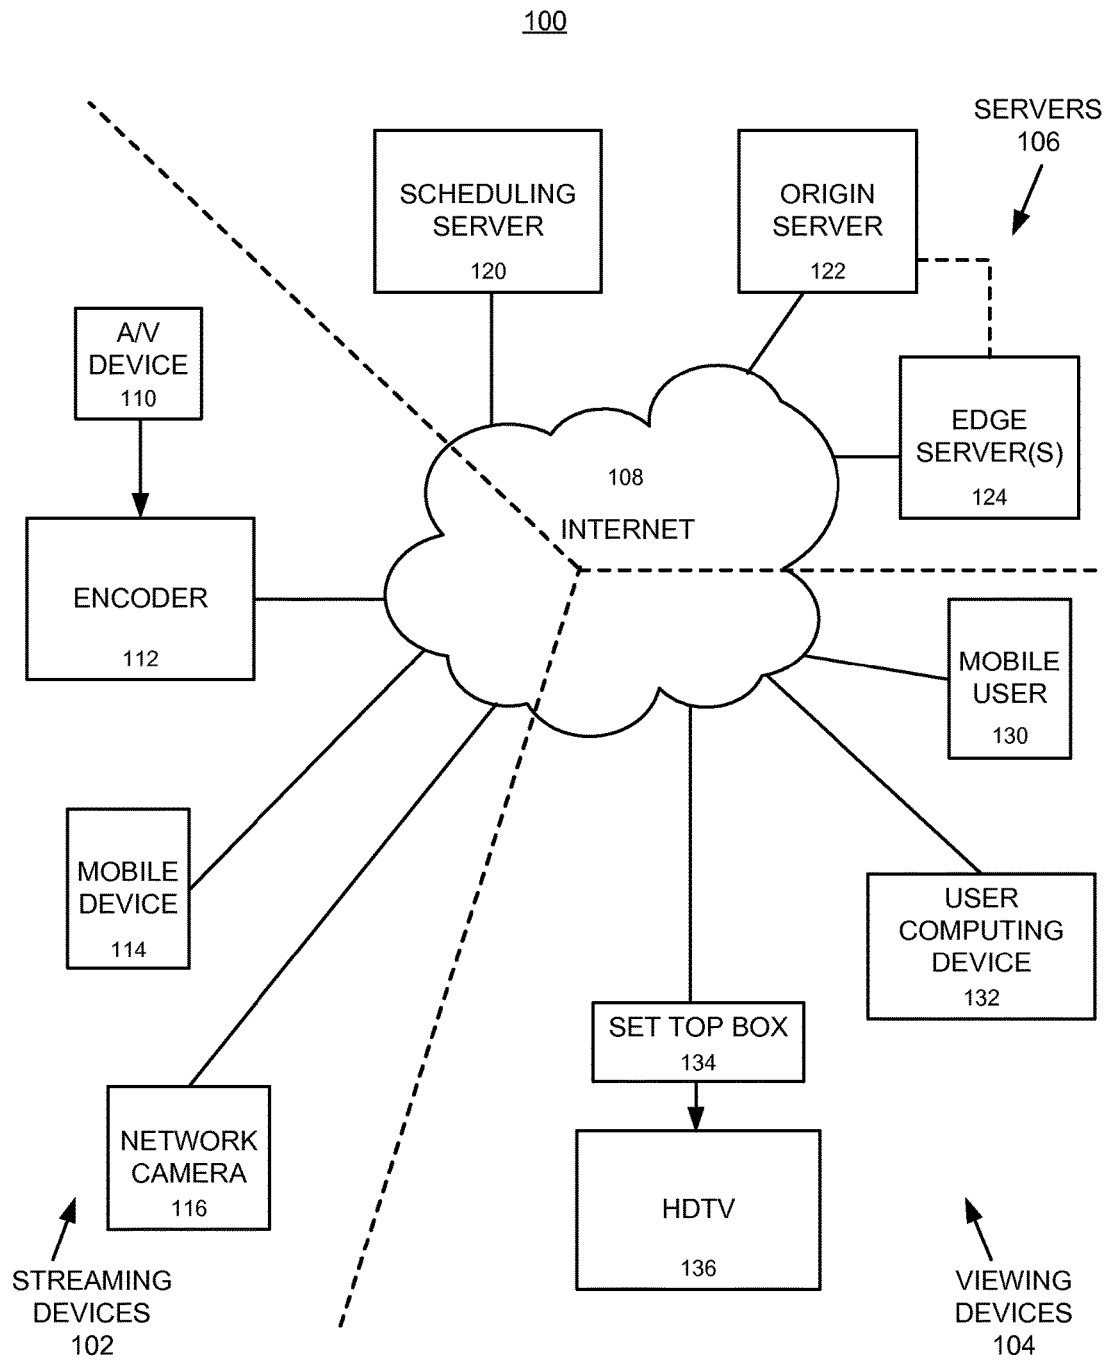 100
SERVERS
106
SCHEDULING
SERVER
120
ORIGIN
SERVER
122
A/V
DEVICE
110
EDGE
SERVER(S)
124
108
INTERNET
ENCODER
112
MOBILE
USER
130
MOBILE
DEVICE
114
USER
COMPUTING
DEVICE
132
SET TOP BOX
134
NETWORK
CAMERA
116
HDTV
136
STREAMING
DEVICES
102
VIEWING
DEVICES
104